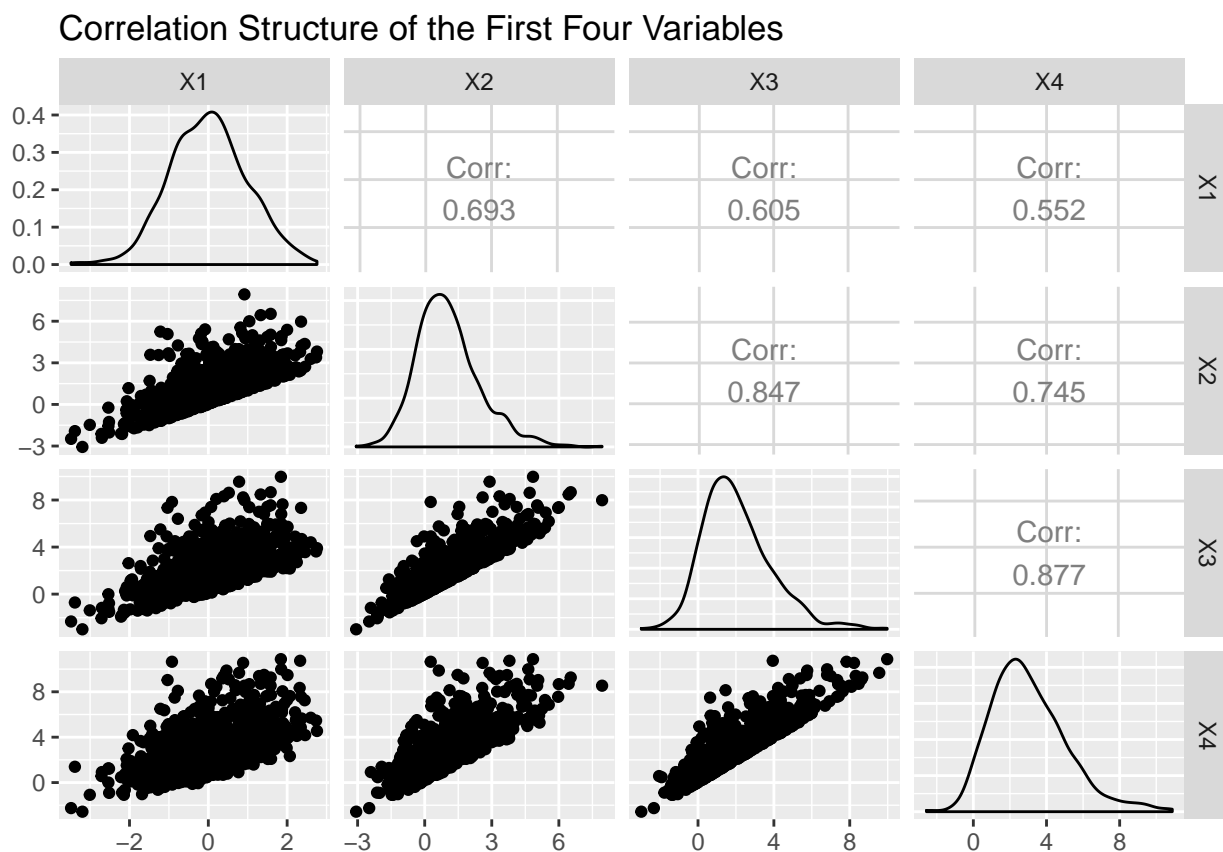 Correlation Structure of the First Four Variables
X1 X2 X3 X4
0.4
0.3
0.2
0.1
0.0
Corr:
0.693
Corr:
0.605
Corr:
0.552
X1
6
3
0
−3
Corr:
0.847
Corr:
0.745
X2
8
4
0
Corr:
0.877
X3
8
4
0
X4
−2 0 2 −3 0 3 6 0 4 8 0 4 8